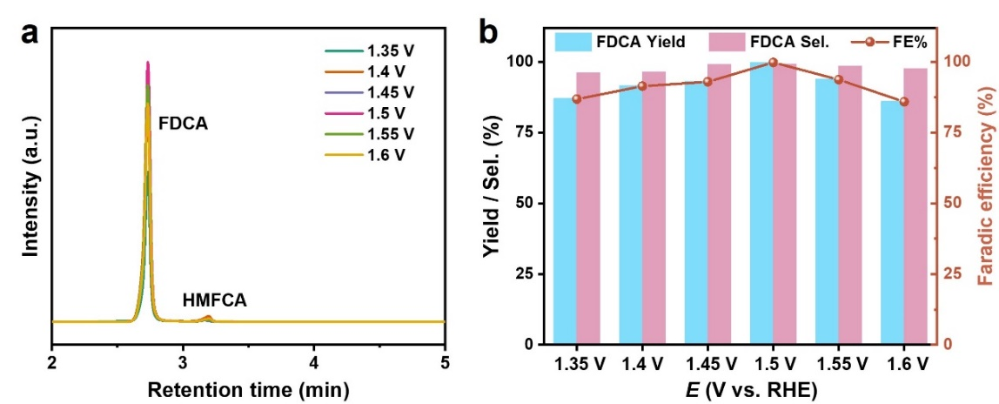 a
Intensity (a.u.)
1.35 V
1.4 V
1.45 V
1.5 V
1.55 V
1.6 V
FDCA
HMFCA
2 3 4 5
Retention time (min)
b
FDCA Yield FDCA Sel. FE%
Yield / Sel. (%)
100
75
50
25
0
100
75
50
25
0
Faradic efficiency (%)
1.35 V 1.4 V 1.45 V 1.5 V 1.55 V 1.6 V
E (V vs. RHE)